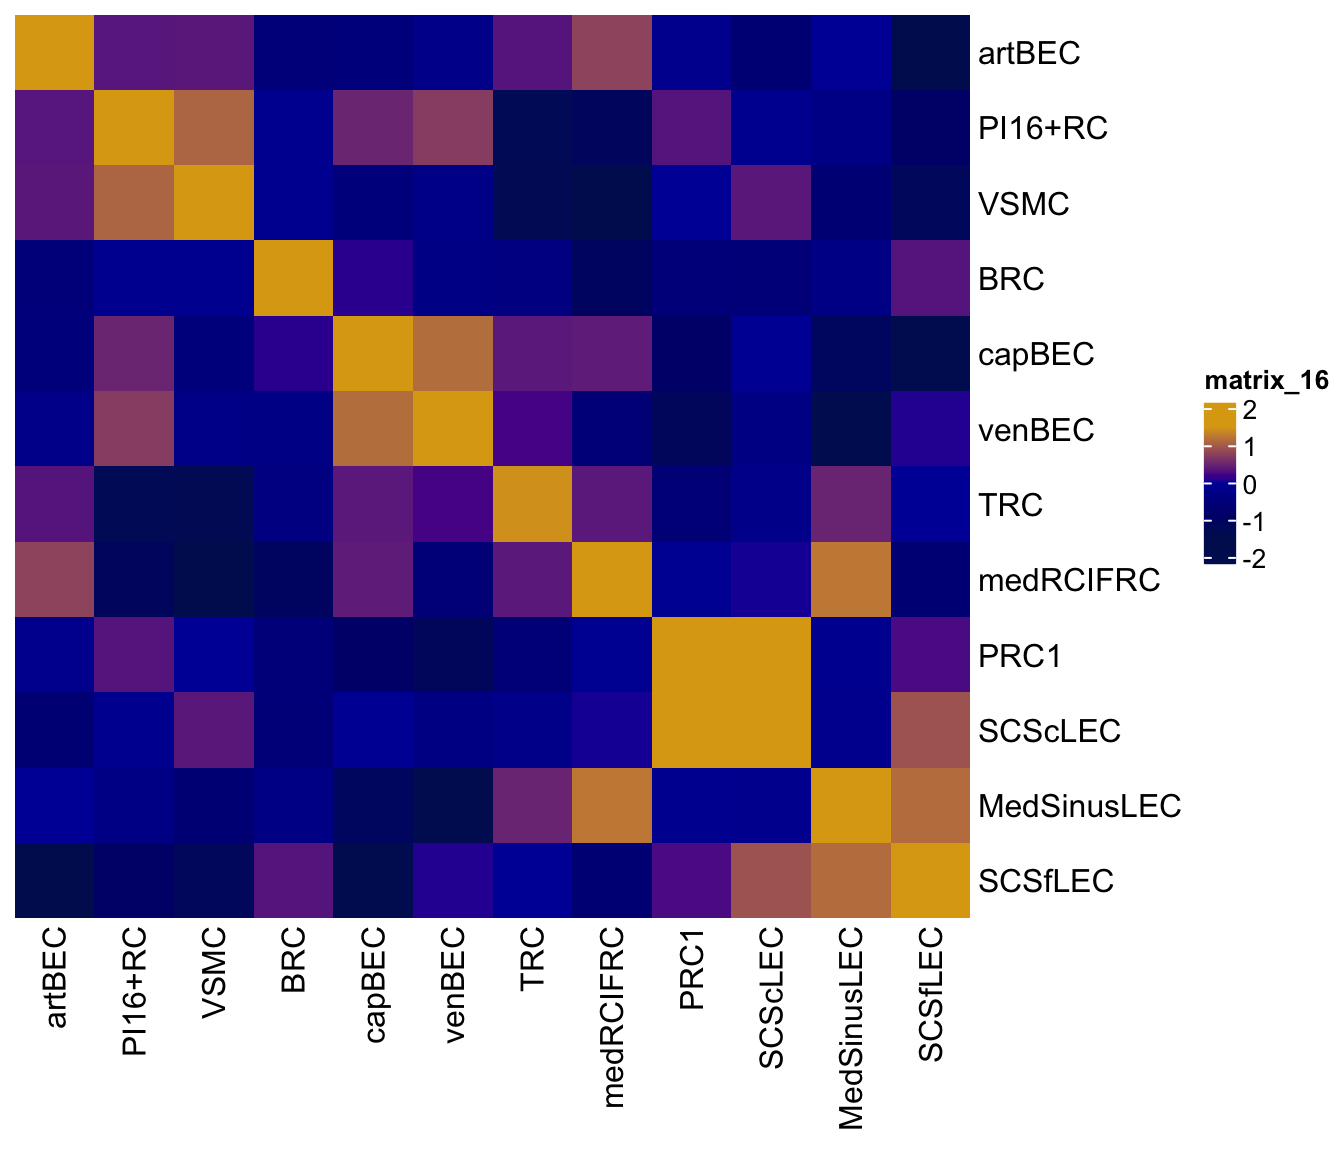 artBEC
PI16+RC
VSMC
BRC
capBEC
venBEC
TRC
medRCIFRC
PRC1
SCScLEC
MedSinusLEC
SCSfLEC
matrix_16
2
1
0
-1
-2
artBEC
PI16+RC
VSMC
BRC
capBEC
venBEC
TRC
medRCIFRC
PRC1
SCScLEC
MedSinusLEC
SCSfLEC